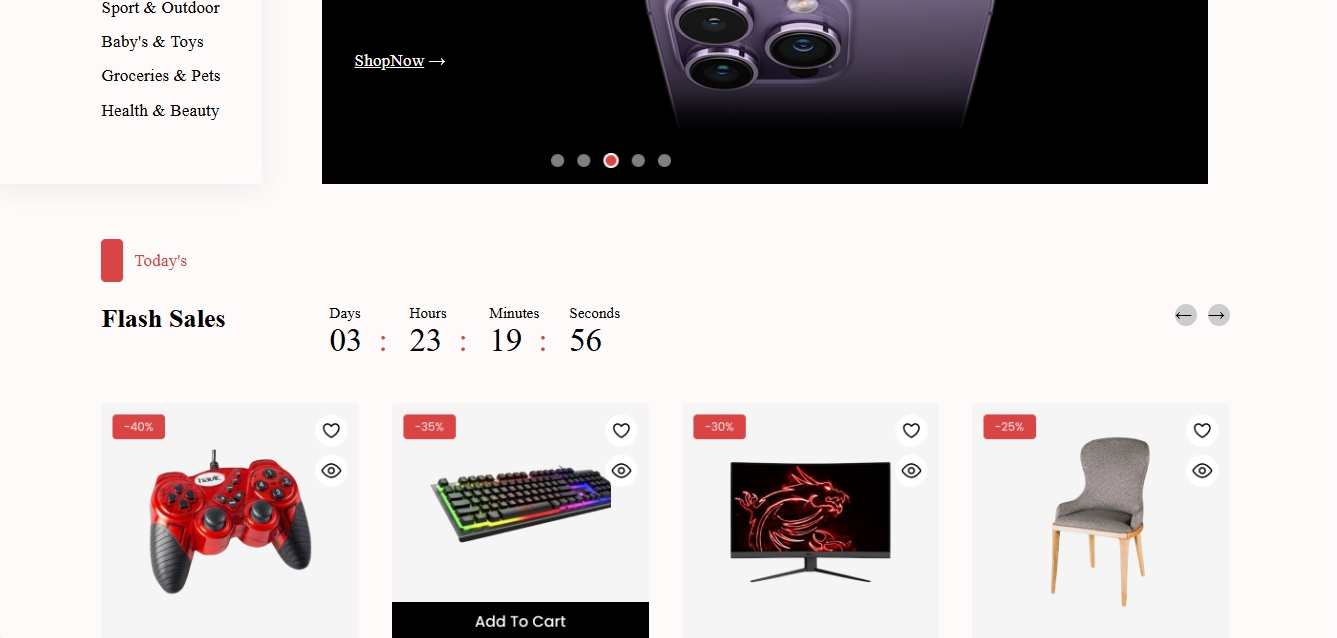 Sport & Outdoor
Baby's & Toys
Groceries & Pets
Health & Beauty
ShopNow →
Today's
Flash Sales
Days Hours Minutes Seconds
03 : 23 : 19 : 56
← →
-40%
-35%
-30%
-25%
Add To Cart